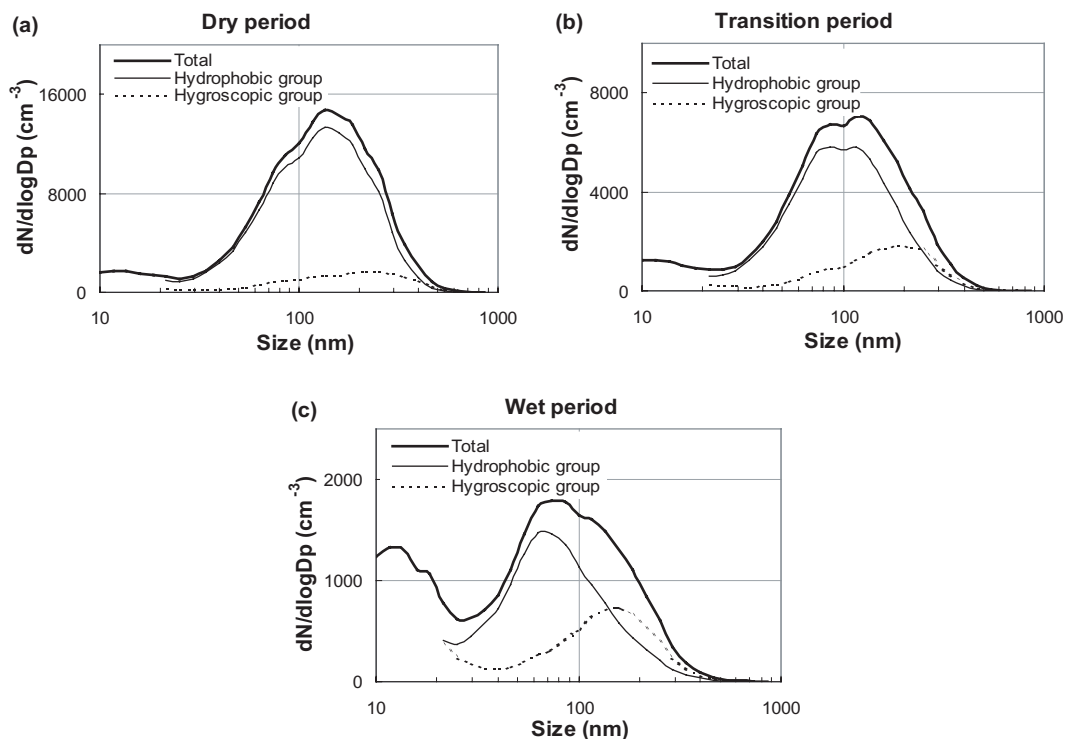 (a)
Dry period
Total
Hydrophobic group
Hygroscopic group
16000
8000
0
dN/dlogDp (cm-3)
10
100
1000
Size (nm)
(b)
Transition period
Total
Hydrophobic group
Hygroscopic group
8000
4000
0
dN/dlogDp (cm-3)
10
100
1000
Size (nm)
(c)
Wet period
Total
Hydrophobic group
Hygroscopic group
2000
1000
0
dN/dlogDp (cm-3)
10
100
1000
Size (nm)